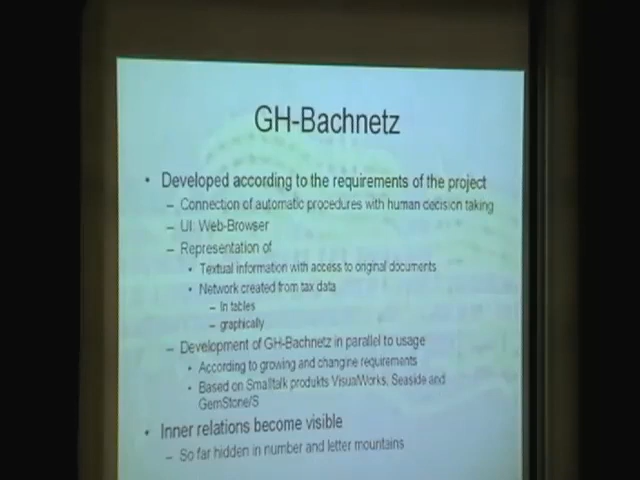 GH-Bachnetz
• Developed according to the requirements of the project
– Connection of automatic procedures with human decision taking
– UI: Web-Browser
– Representation of
• Textual information with access to original documents
• Network created from tax data
– In tables
– graphically
– Development of GH-Bachnetz in parallel to usage
• According to growing and changine requirements
• Based on Smalltalk produkts VisualWorks, Seaside and
GemStone/S
• Inner relations become visible
– So far hidden in number and letter mountains